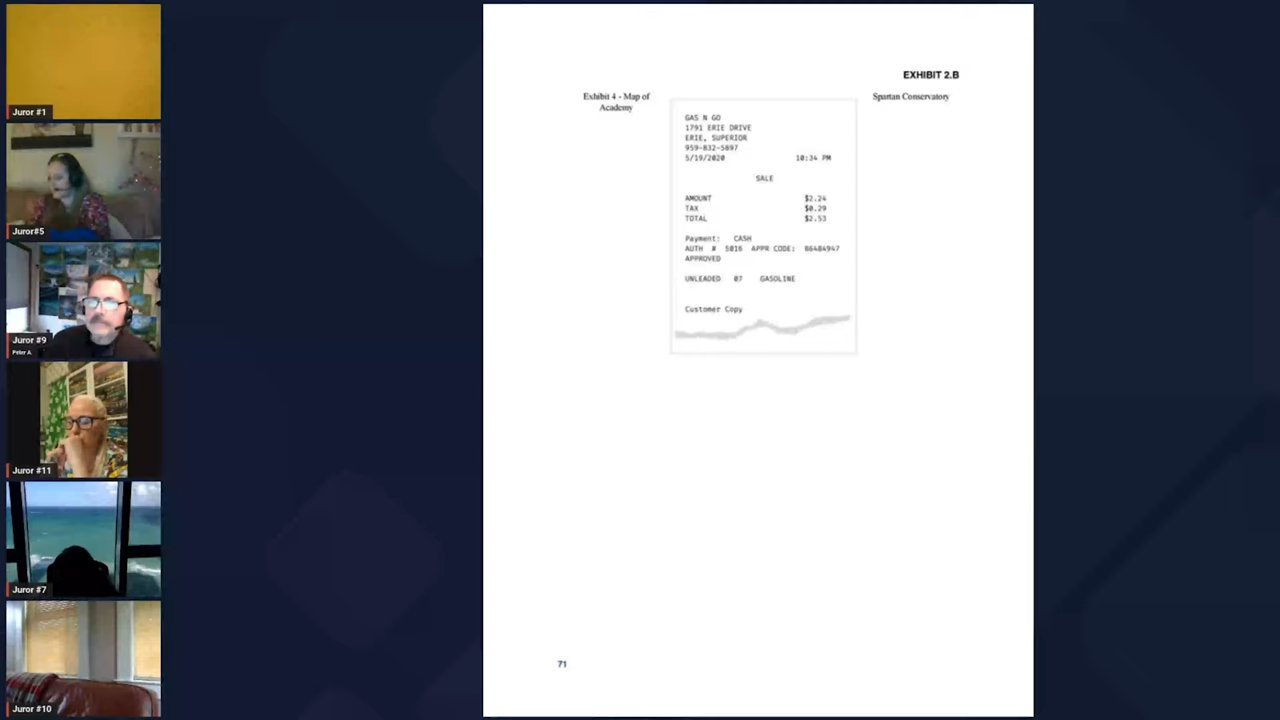 Juror #1
Juror#5
Juror #9
Peter A.
Juror #11
Juror #7
Juror #10
EXHIBIT 2.B
Exhibit 4 - Map of
Academy
Spartan Conservatory
GAS N GO
1791 ERIE DRIVE
ERIE, SUPERIOR
959-832-5897
5/19/2020 10:34 PM
SALE
AMOUNT $2.24
TAX $0.29
TOTAL $2.53
Payment: CASH
AUTH # 5016 APPR CODE: 86484947
APPROVED
UNLEADED 07 GASOLINE
Customer Copy
71